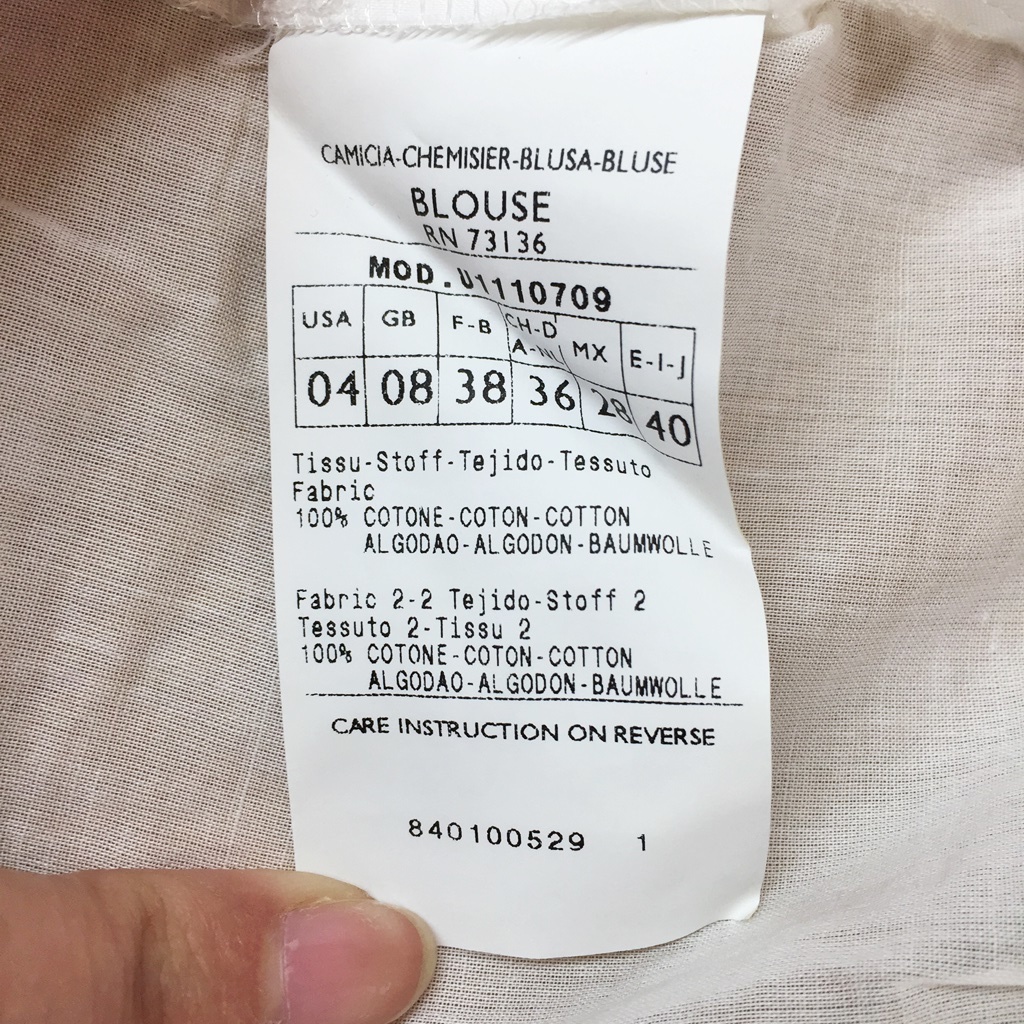 CAMICIA-CHEMISIER-BLUSA-BLUSE
BLOUSE
RN 73136
MOD. U1110709
USA GB F-B CH-D A-NL MX E-I-J
04 08 38 36 28 40
Tissu-Stoff-Tejido-Tessuto
Fabric
100% COTONE-COTON-COTTON
ALGODAO-ALGODON-BAUMWOLLE
Fabric 2-2 Tejido-Stoff 2
Tessuto 2-Tissu 2
100% COTONE-COTON-COTTON
ALGODAO-ALGODON-BAUMWOLLE
CARE INSTRUCTION ON REVERSE
840100529 1